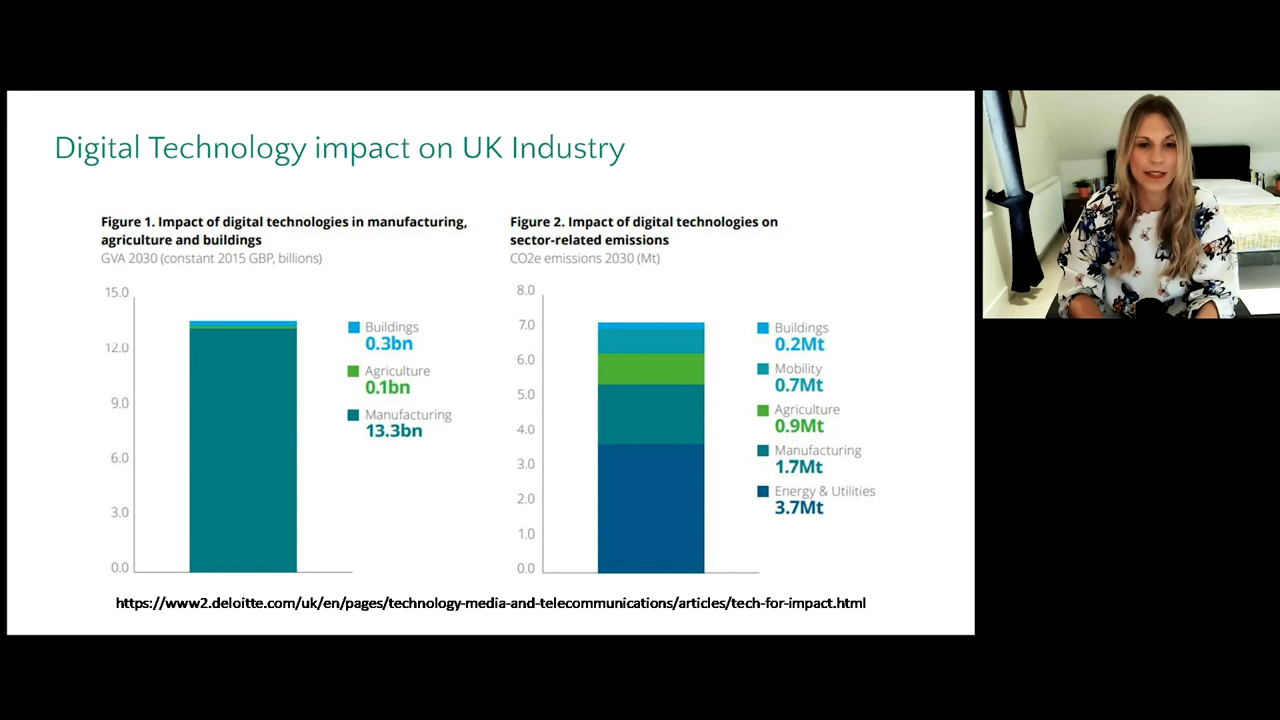 Digital Technology impact on UK Industry
Figure 1. Impact of digital technologies in manufacturing,
agriculture and buildings
GVA 2030 (constant 2015 GBP, billions)
15.0
12.0
9.0
6.0
3.0
0.0
Buildings
0.3bn
Agriculture
0.1bn
Manufacturing
13.3bn
Figure 2. Impact of digital technologies on
sector-related emissions
CO2e emissions 2030 (Mt)
8.0
7.0
6.0
5.0
4.0
3.0
2.0
1.0
0.0
Buildings
0.2Mt
Mobility
0.7Mt
Agriculture
0.9Mt
Manufacturing
1.7Mt
Energy & Utilities
3.7Mt
https://www2.deloitte.com/uk/en/pages/technology-media-and-telecommunications/articles/tech-for-impact.html